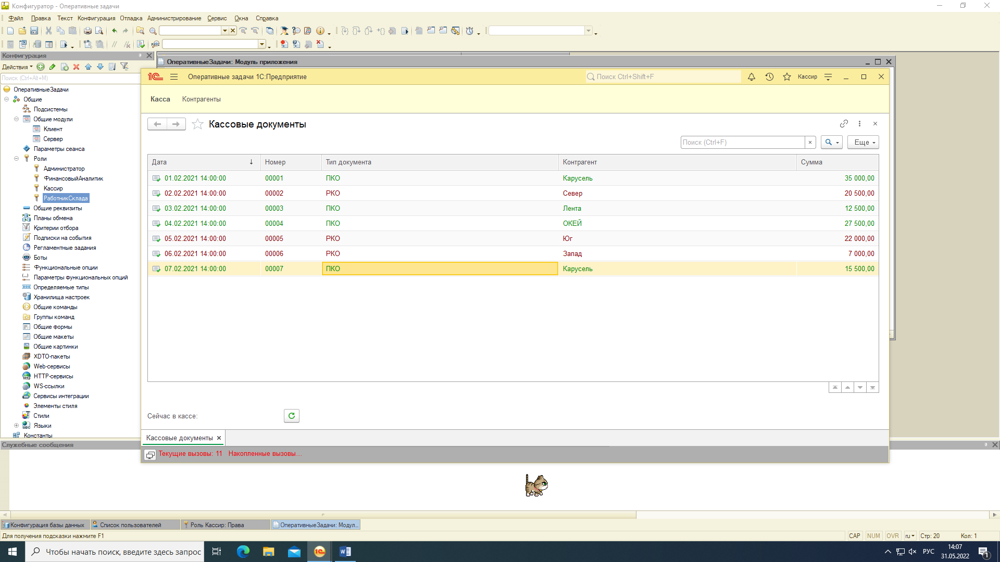 Конфигуратор - Оперативные задачи
Файл Правка Текст Конфигурация Отладка Администрирование Сервис Окна Справка
Конфигурация
Действия
Поиск (Ctrl+Alt+M)
ОперативныеЗадачи
Общие
Подсистемы
Общие модули
Клиент
Сервер
Параметры сеанса
Роли
Администратор
ФинансовыйАналитик
Кассир
РаботникСклада
Общие реквизиты
Планы обмена
Критерии отбора
Подписки на события
Регламентные задания
Боты
Функциональные опции
Параметры функциональных опций
Определяемые типы
Хранилища настроек
Общие команды
Группы команд
Общие формы
Общие макеты
Общие картинки
XDTO-пакеты
Web-сервисы
HTTP-сервисы
WS-ссылки
Сервисы интеграции
Элементы стиля
Стили
Языки
Константы
ОперативныеЗадачи: Модуль приложения
Оперативные задачи 1С:Предприятие
Поиск Ctrl+Shift+F
Кассир
Касса Контрагенты
Кассовые документы
Поиск (Ctrl+F) × Еще
Дата ↓ Номер Тип документа Контрагент Сумма
01.02.2021 14:00:00 00001 ПКО Карусель 35 000,00
02.02.2021 14:00:00 00002 РКО Север 20 500,00
03.02.2021 14:00:00 00003 ПКО Лента 12 500,00
04.02.2021 14:00:00 00004 ПКО ОКЕЙ 27 500,00
05.02.2021 14:00:00 00005 РКО Юг 22 000,00
06.02.2021 14:00:00 00006 РКО Запад 7 000,00
07.02.2021 14:00:00 00007 ПКО Карусель 15 500,00
Сейчас в кассе:
Кассовые документы ×
Текущие вызовы: 11 Накопленные вызовы...
Служебные сообщения
Конфигурация базы данных Список пользователей Роль Кассир: Права ОперативныеЗадачи: Модул...
Для получения подсказки нажмите F1 CAP NUM OVR ru Стр: 20 Кол: 1
Чтобы начать поиск, введите здесь запрос
РУС
14:07
31.05.2022
1